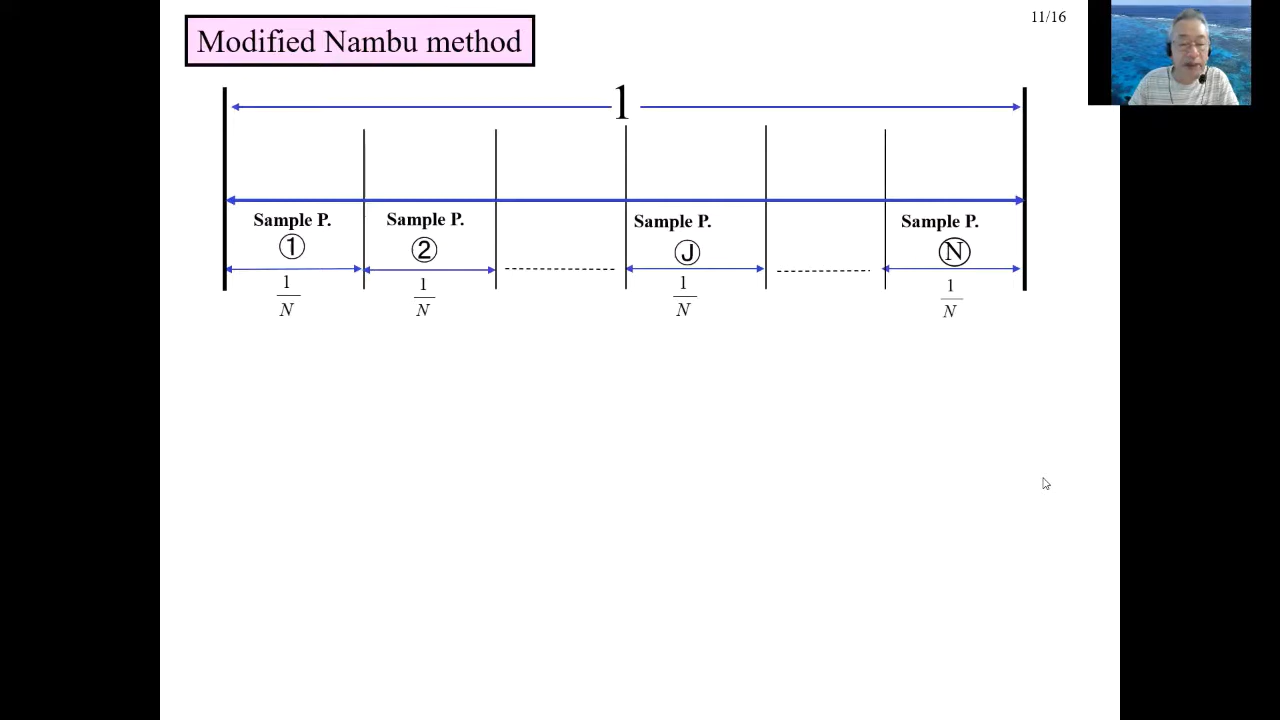 11/16
Modified Nambu method
1
Sample P. Sample P. Sample P. Sample P.
① ② Ⓙ Ⓝ
1/N 1/N 1/N 1/N